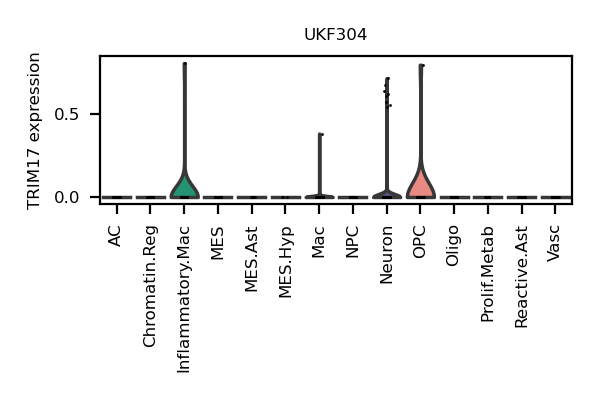 UKF304
TRIM17 expression
0.5
0.0
AC
Chromatin.Reg
Inflammatory.Mac
MES
MES.Ast
MES.Hyp
Mac
NPC
Neuron
OPC
Oligo
Prolif.Metab
Reactive.Ast
Vasc